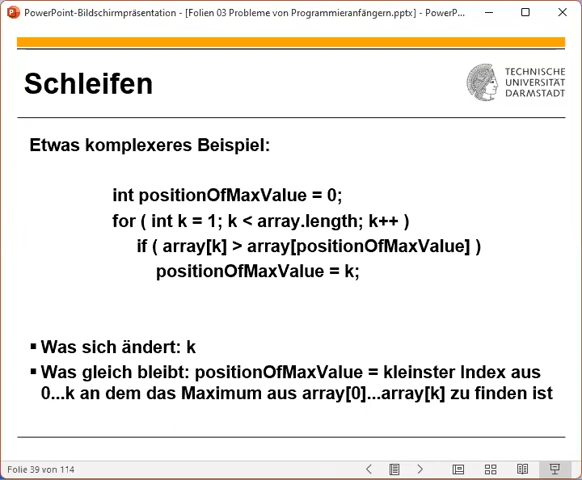 PowerPoint-Bildschirmpräsentation - [Folien 03 Probleme von Programmieranfängern.pptx] - PowerP...
Schleifen
TECHNISCHE
UNIVERSITÄT
DARMSTADT
Etwas komplexeres Beispiel:
int positionOfMaxValue = 0;
for ( int k = 1; k < array.length; k++ )
if ( array[k] > array[positionOfMaxValue] )
positionOfMaxValue = k;
▪ Was sich ändert: k
▪ Was gleich bleibt: positionOfMaxValue = kleinster Index aus
0...k an dem das Maximum aus array[0]...array[k] zu finden ist
Folie 39 von 114